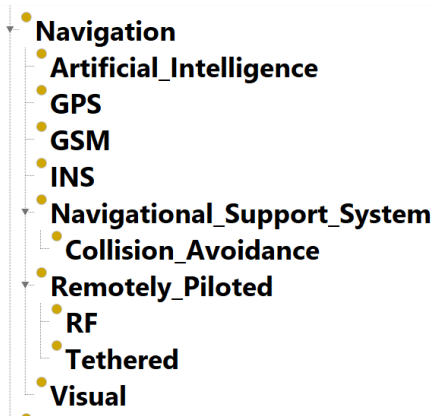 Navigation
Artificial_Intelligence
GPS
GSM
INS
Navigational_Support_System
Collision_Avoidance
Remotely_Piloted
RF
Tethered
Visual